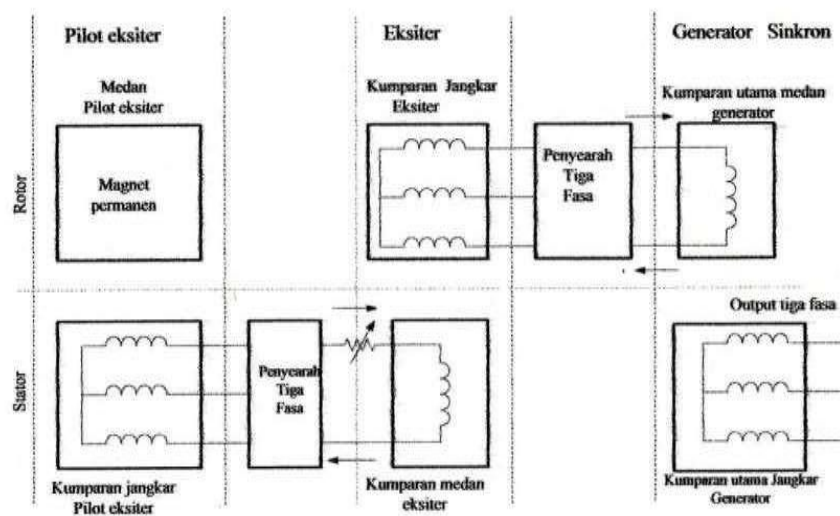 Pilot eksiter
Eksiter
Generator Sinkron
Medan
Pilot eksiter
Kumparan Jangkar
Eksiter
Kumparan utama medan
generator
Rotor
Magnet
permanen
Penyearah
Tiga
Fasa
Stator
Penyearah
Tiga
Fasa
Output tiga fasa
Kumparan jangkar
Pilot eksiter
Kumparan medan
eksiter
Kumparan utama Jangkar
Generator